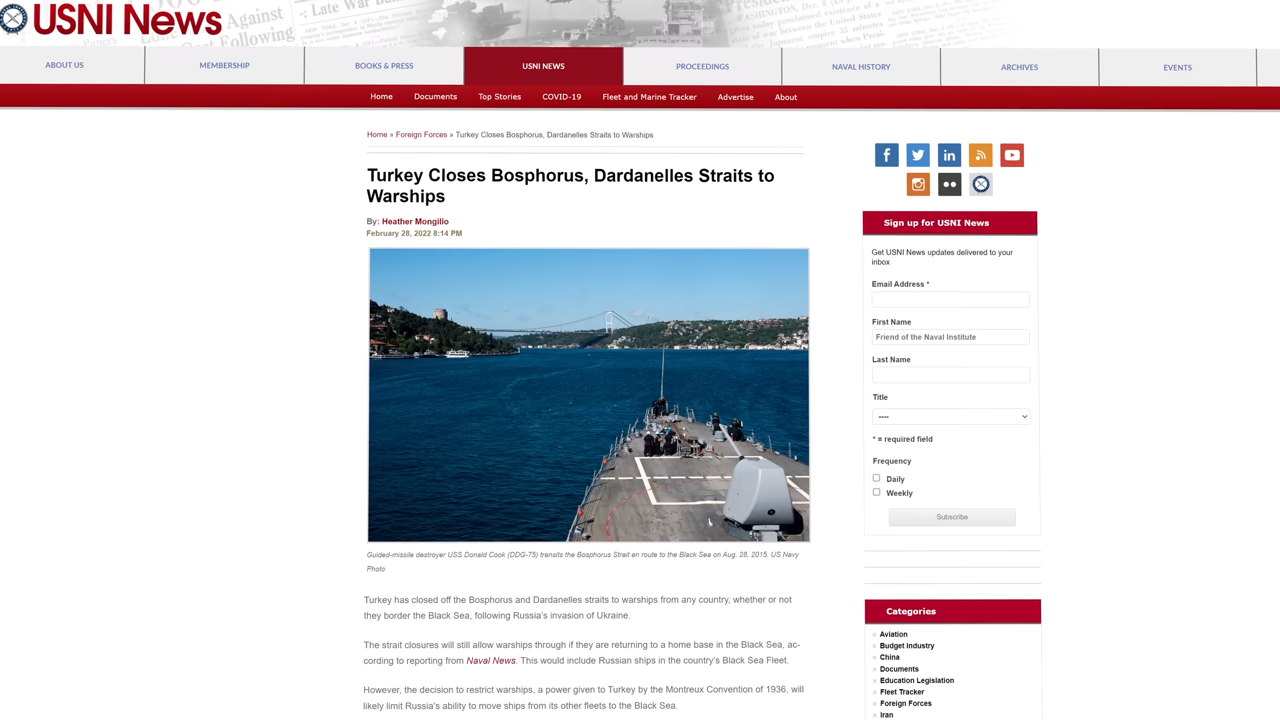 USNI News
ABOUT US
MEMBERSHIP
BOOKS & PRESS
USNI NEWS
PROCEEDINGS
NAVAL HISTORY
ARCHIVES
EVENTS
Home
Documents
Top Stories
COVID-19
Fleet and Marine Tracker
Advertise
About
Home » Foreign Forces » Turkey Closes Bosphorus, Dardanelles Straits to Warships
Turkey Closes Bosphorus, Dardanelles Straits to
Warships
By: Heather Mongilio
February 28, 2022 8:14 PM
Guided-missile destroyer USS Donald Cook (DDG-75) transits the Bosphorus Strait en route to the Black Sea on Aug. 28, 2015. US Navy
Photo
Turkey has closed off the Bosphorus and Dardanelles straits to warships from any country, whether or not
they border the Black Sea, following Russia's invasion of Ukraine.
The strait closures will still allow warships through if they are returning to a home base in the Black Sea, ac-
cording to reporting from Naval News. This would include Russian ships in the country's Black Sea Fleet.
However, the decision to restrict warships, a power given to Turkey by the Montreux Convention of 1936, will
likely limit Russia's ability to move ships from its other fleets to the Black Sea.
Sign up for USNI News
Get USNI News updates delivered to your
inbox
Email Address *
First Name
Friend of the Naval Institute
Last Name
Title
----
* = required field
Frequency
Daily
Weekly
Subscribe
Categories
Aviation
Budget Industry
China
Documents
Education Legislation
Fleet Tracker
Foreign Forces
Iran